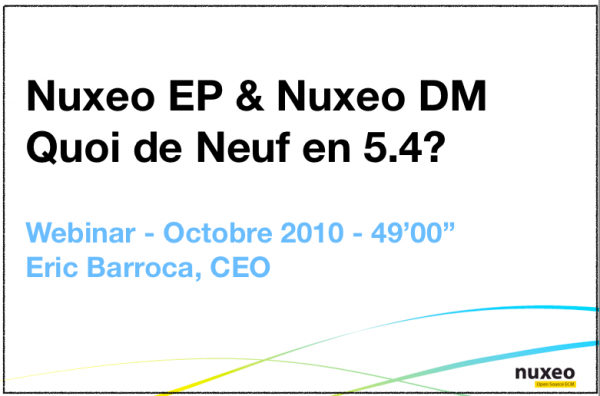 Nuxeo EP & Nuxeo DM
Quoi de Neuf en 5.4?
Webinar - Octobre 2010 - 49’00”
Eric Barroca, CEO
nuxeo
Open Source ECM